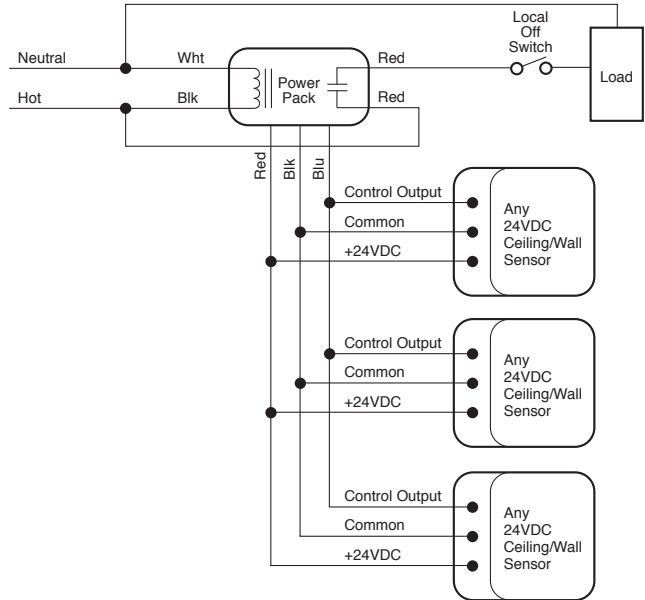 Local
Off
Switch
Neutral
Wht
Red
Power
Pack
Load
Hot
Blk
Red
Red
Blk
Blu
Control Output
Common
+24VDC
Any
24VDC
Ceiling/Wall
Sensor
Control Output
Common
+24VDC
Any
24VDC
Ceiling/Wall
Sensor
Control Output
Common
+24VDC
Any
24VDC
Ceiling/Wall
Sensor